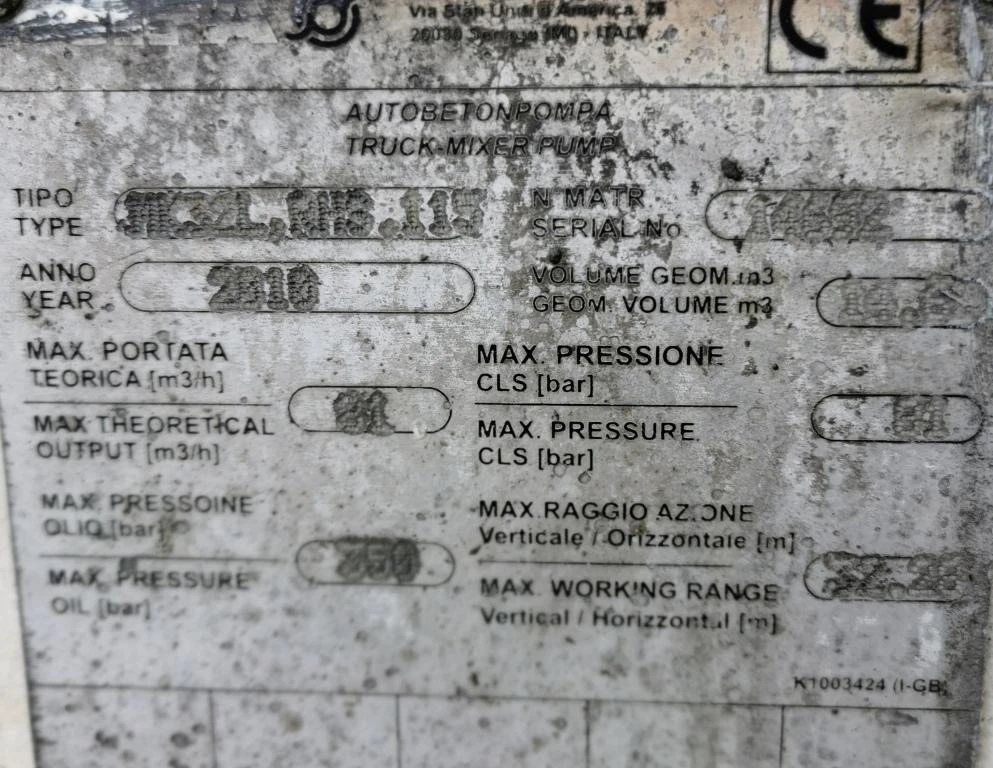 Via Stati Uniti d'America, 26
20030 Senago (MI) - ITALY
CE
AUTOBETONPOMPA
TRUCK-MIXER PUMP
TIPO
TYPE
N MATR
SERIAL No.
ANNO
YEAR
2010
VOLUME GEOM. m3
GEOM. VOLUME m3
MAX. PORTATA
TEORICA [m3/h]
MAX THEORETICAL
OUTPUT [m3/h]
MAX. PRESSIONE
CLS [bar]
MAX. PRESSURE
CLS [bar]
MAX. PRESSOINE
OLIO [bar]
MAX. PRESSURE
OIL [bar]
350
MAX.RAGGIO AZIONE
Verticale / Orizzontale [m]
MAX. WORKING RANGE
Vertical / Horizzontal [m]
K1003424 (I-GB)